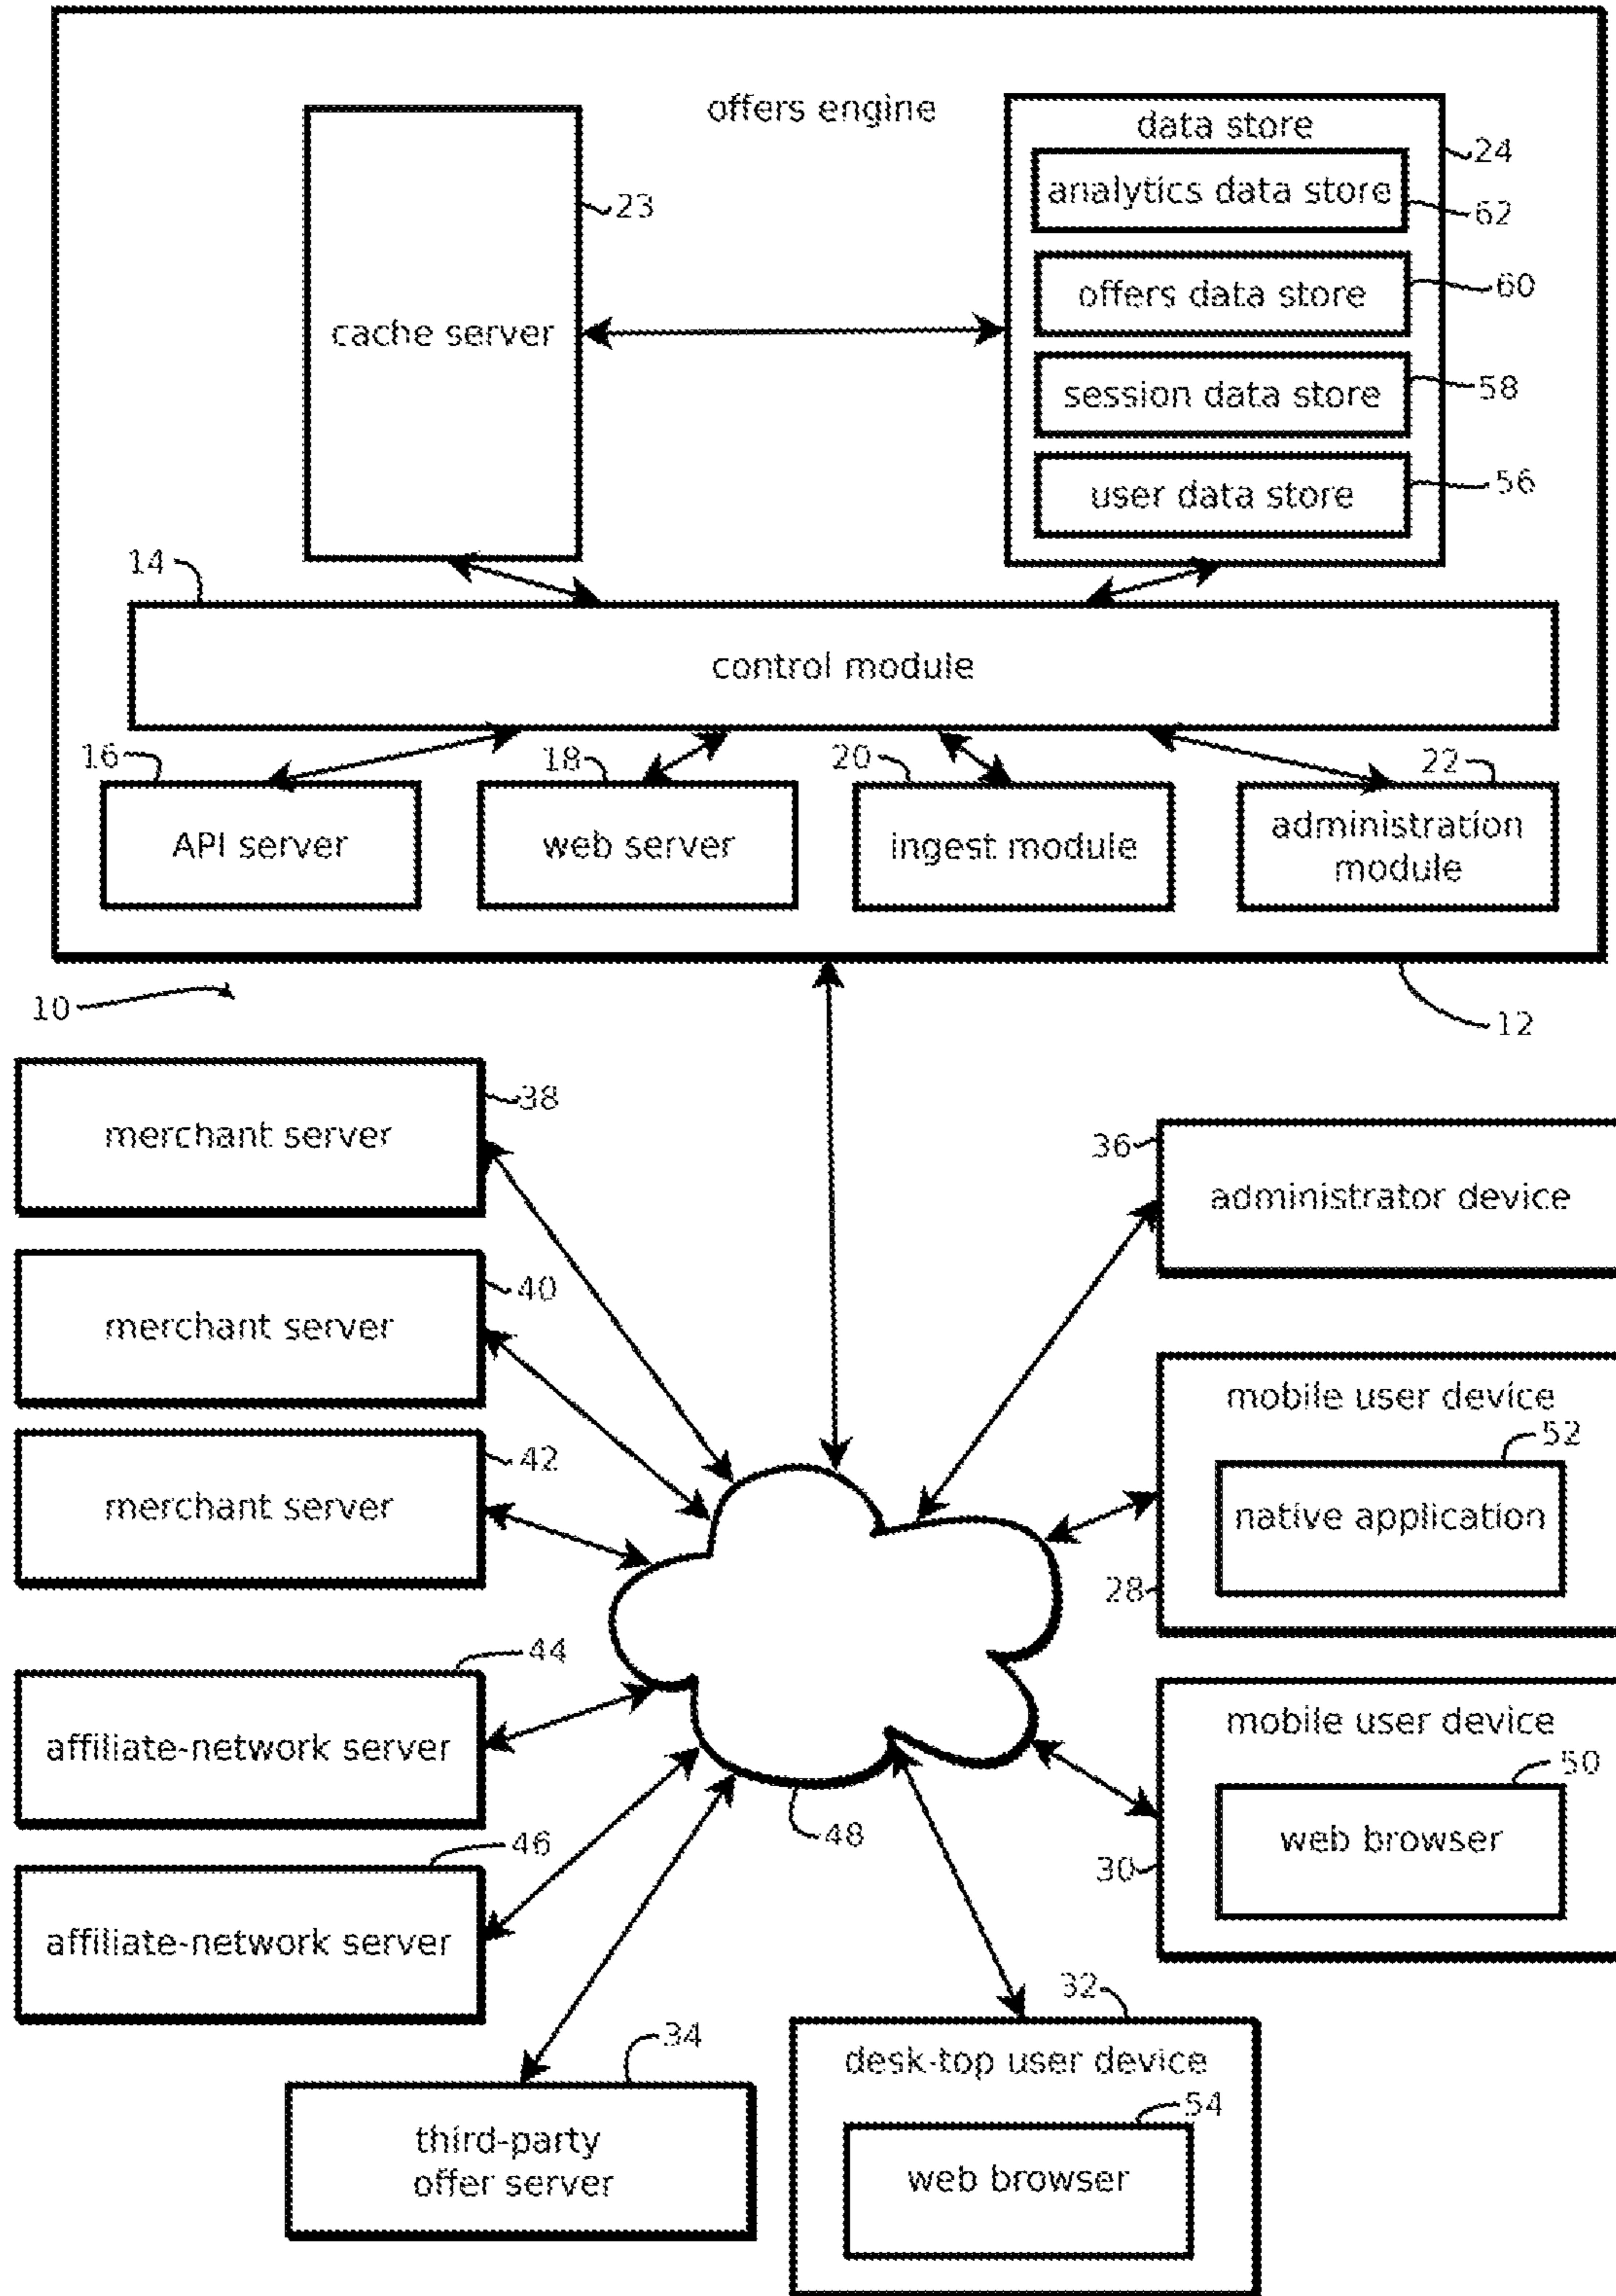 offers engine
data store
24
analytics data store
62
23
offers data store
60
cache server
session data store
58
user data store
56
14
control module
16
18
20
22
API server
web server
ingest module
administration
module
10
12
38
merchant server
36
administrator device
40
merchant server
mobile user device
52
native application
28
42
merchant server
44
affiliate-network server
mobile user device
50
web browser
30
46
affiliate-network server
48
32
desk-top user device
54
web browser
34
third-party
offer server